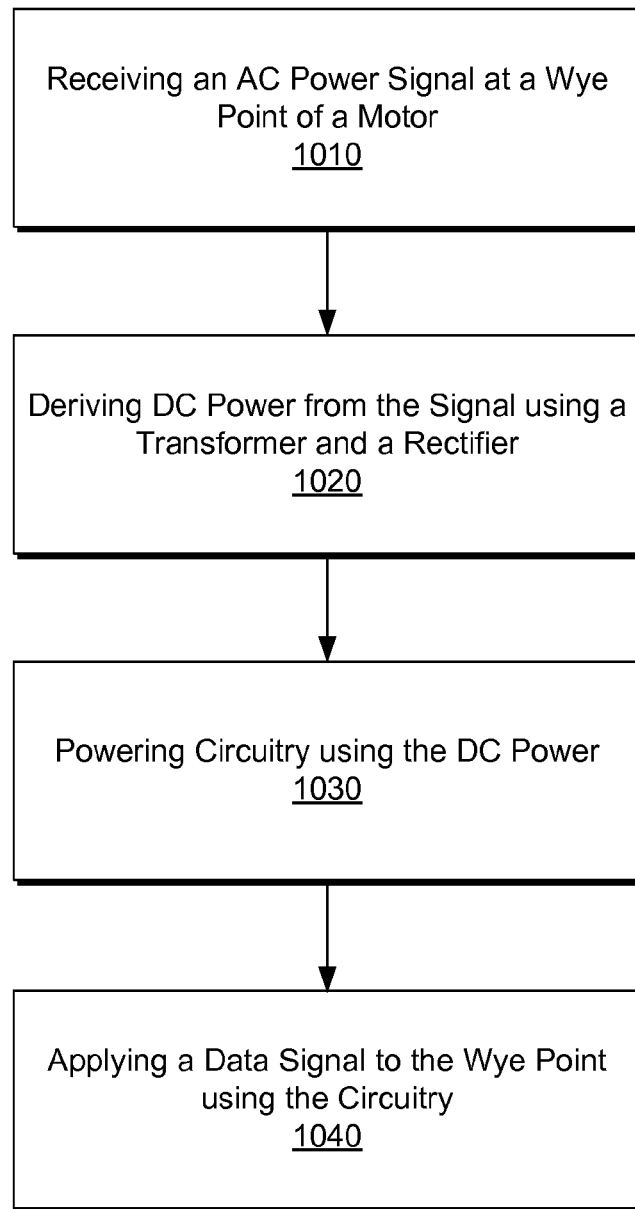 Receiving an AC Power Signal at a Wye
Point of a Motor
1010
Deriving DC Power from the Signal using a
Transformer and a Rectifier
1020
Powering Circuitry using the DC Power
1030
Applying a Data Signal to the Wye Point
using the Circuitry
1040